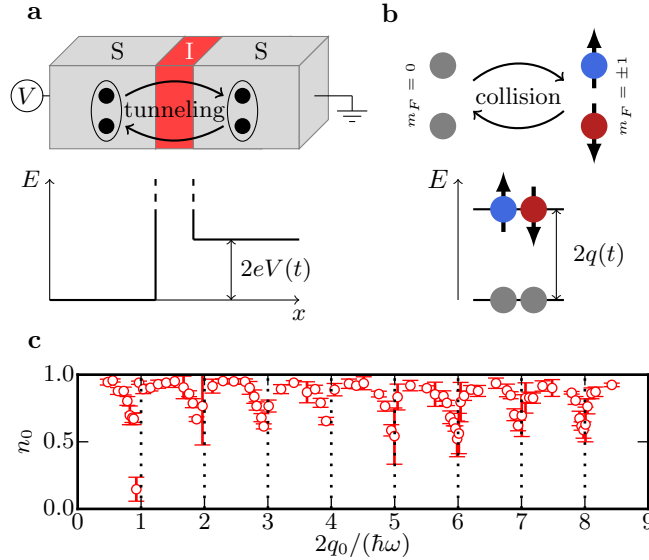 a
S I S
V
tunneling
E
2eV(t)
x
b
m_F = 0
collision
m_F = ±1
E
2q(t)
c
1.0
0.5
0.0
n_0
0 1 2 3 4 5 6 7 8 9
2q_0/(ħω)